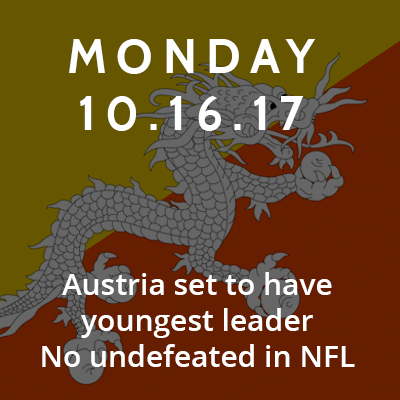 MONDAY
10.16.17
Austria set to have
youngest leader
No undefeated in NFL